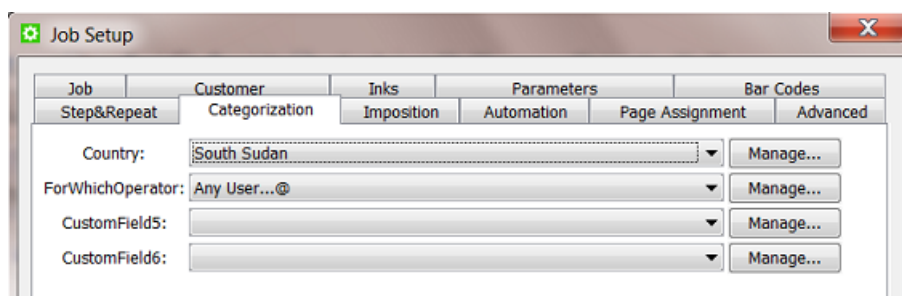 Job Setup
Job Customer Inks Parameters Bar Codes
Step&Repeat Categorization Imposition Automation Page Assignment Advanced
Country: South Sudan Manage...
ForWhichOperator: Any User...@ Manage...
CustomField5: Manage...
CustomField6: Manage...